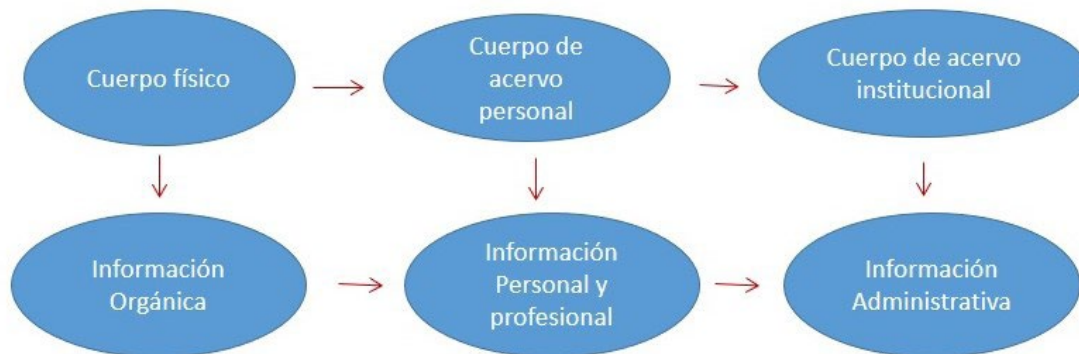 Cuerpo físico
Cuerpo de
acervo
personal
Cuerpo de acervo
institucional
Información
Orgánica
Información
Personal y
profesional
Información
Administrativa